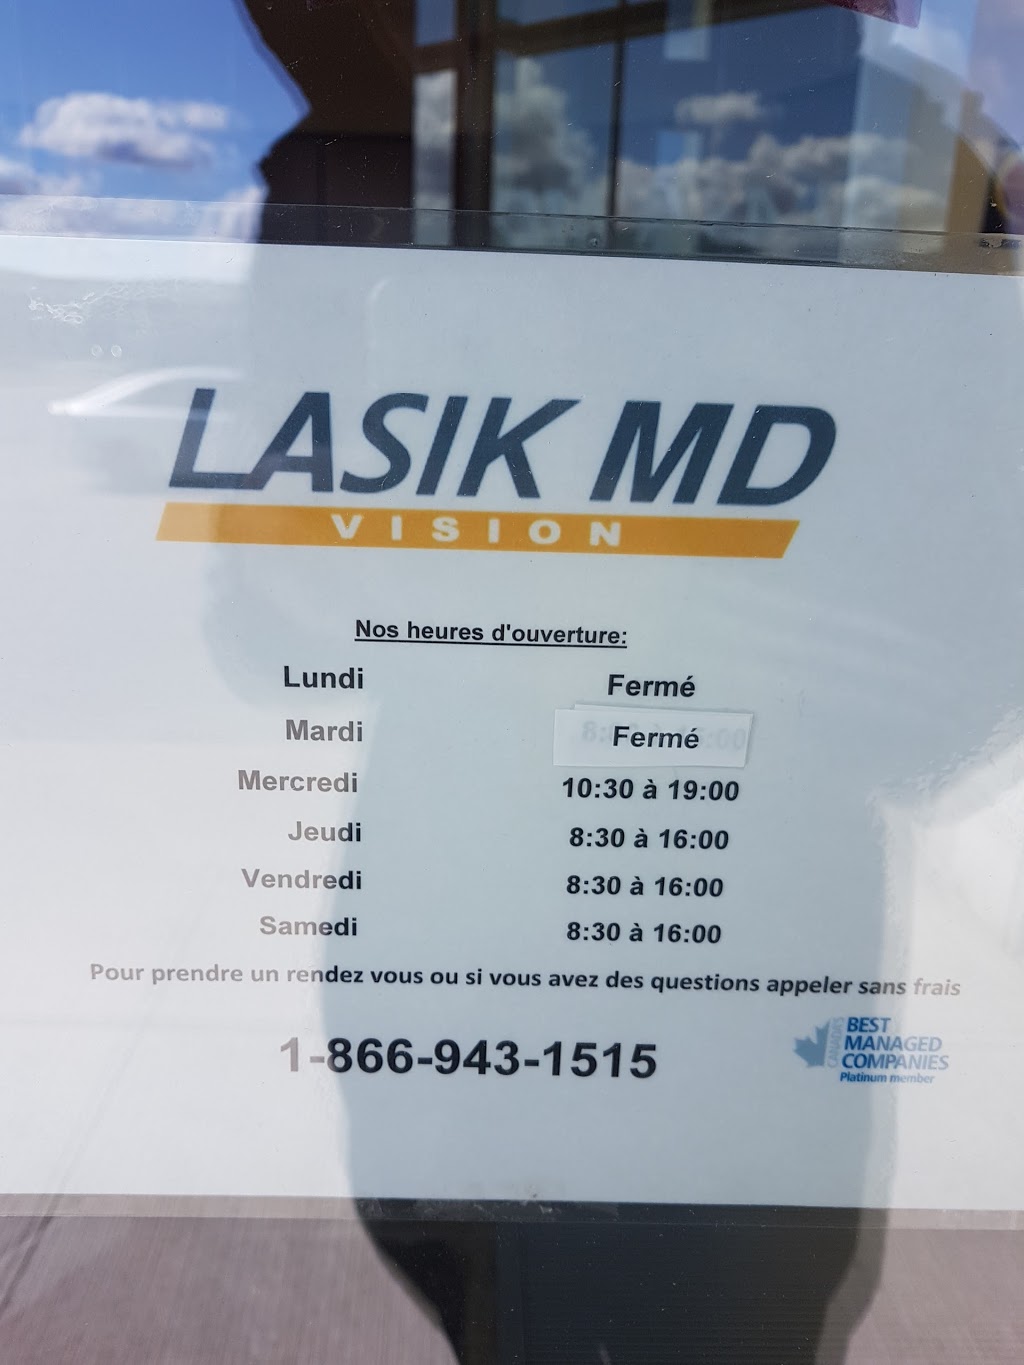 LASIK MD
VISION
Nos heures d'ouverture:
Lundi Fermé
Mardi Fermé
Mercredi 10:30 à 19:00
Jeudi 8:30 à 16:00
Vendredi 8:30 à 16:00
Samedi 8:30 à 16:00
Pour prendre un rendez vous ou si vous avez des questions appeler sans frais
1-866-943-1515
CANADA'S
BEST
MANAGED
COMPANIES
Platinum member